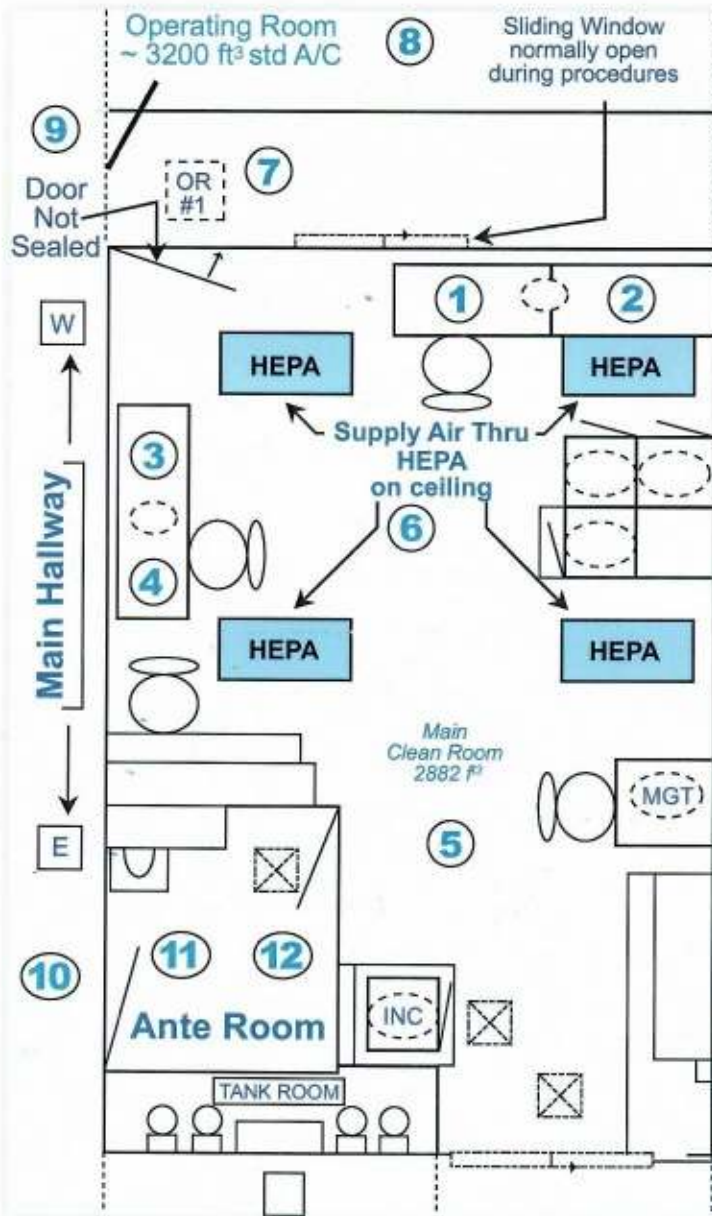 Operating Room
~ 3200 ft³ std A/C
8
Sliding Window
normally open
during procedures
9
7
OR
#1
Door
Not
Sealed
1
2
W
HEPA
HEPA
Supply Air Thru
HEPA
on ceiling
3
6
4
Main Hallway
HEPA
HEPA
Main
Clean Room
2882 f³
MGT
5
E
11
12
10
INC
Ante Room
TANK ROOM